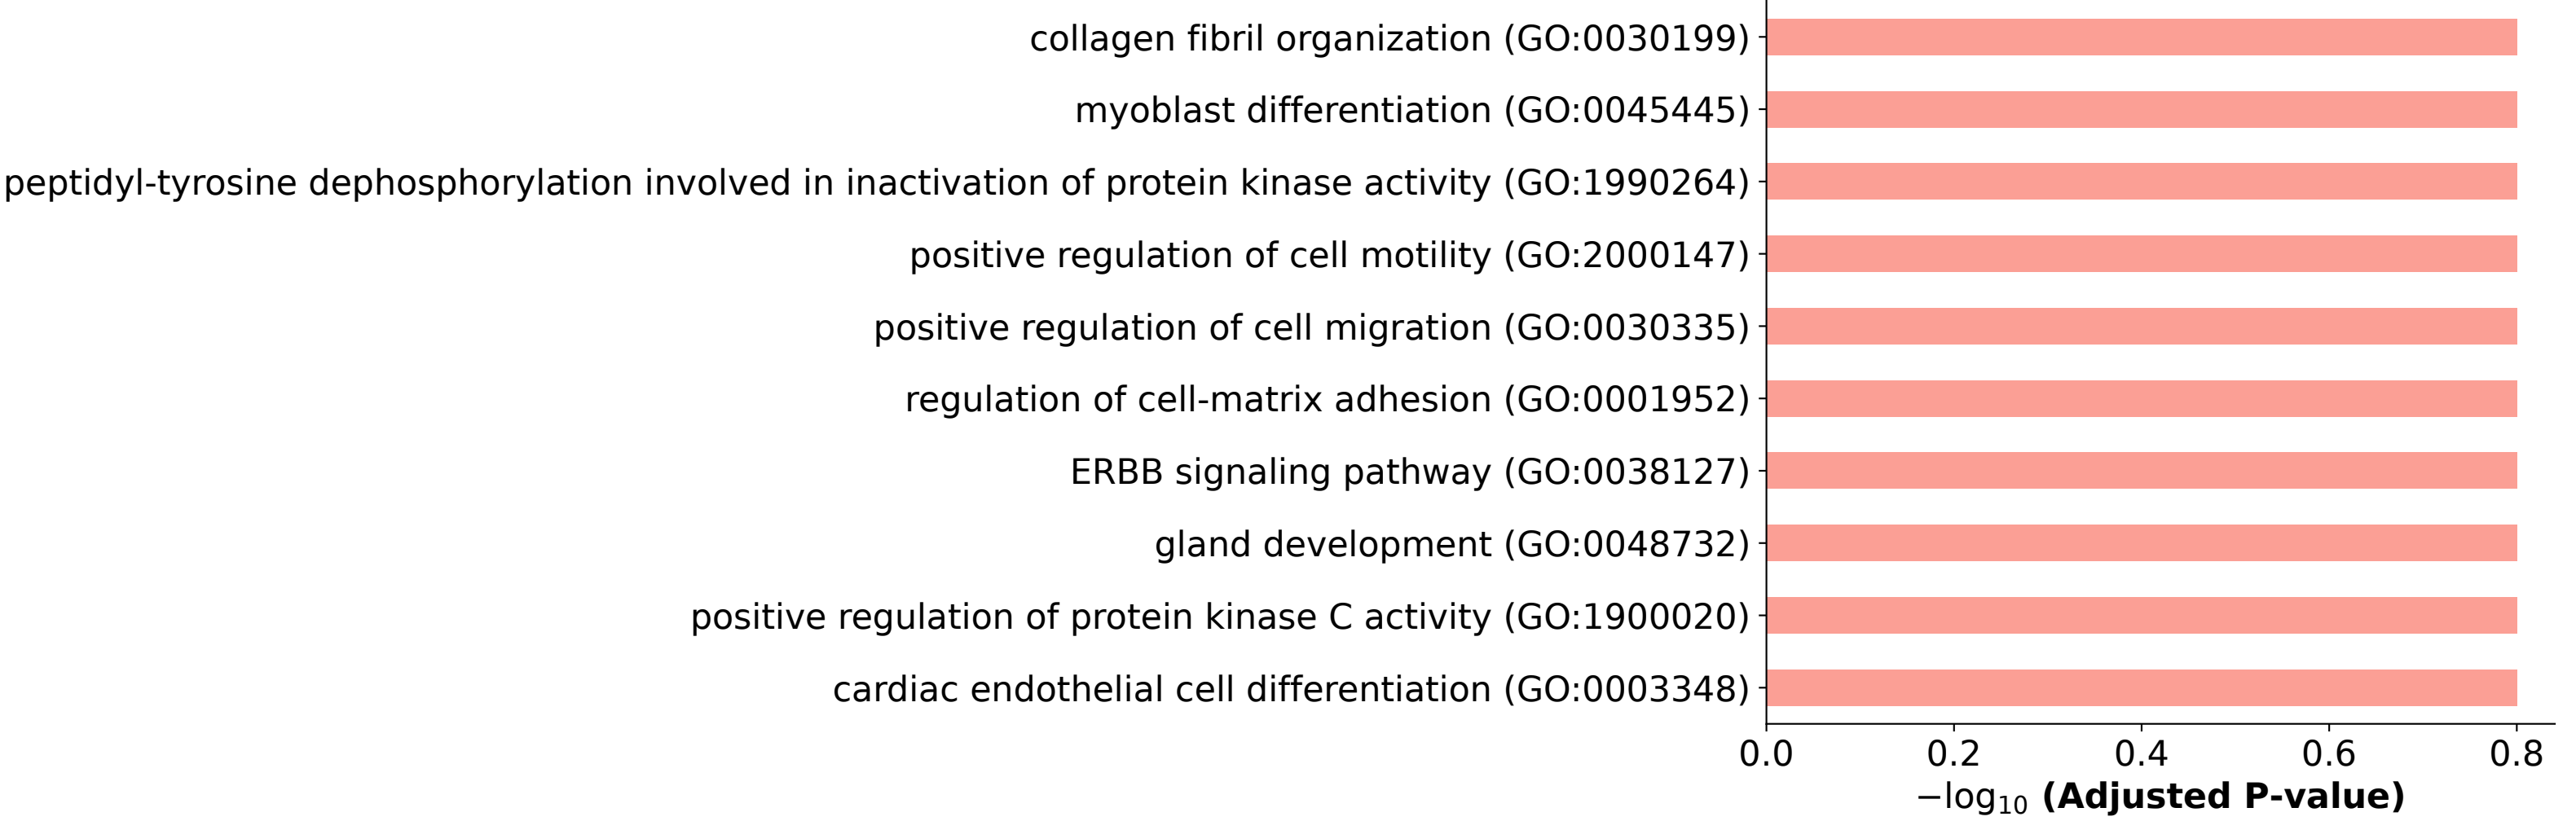 collagen fibril organization (GO:0030199)
myoblast differentiation (GO:0045445)
peptidyl-tyrosine dephosphorylation involved in inactivation of protein kinase activity (GO:1990264)
positive regulation of cell motility (GO:2000147)
positive regulation of cell migration (GO:0030335)
regulation of cell-matrix adhesion (GO:0001952)
ERBB signaling pathway (GO:0038127)
gland development (GO:0048732)
positive regulation of protein kinase C activity (GO:1900020)
cardiac endothelial cell differentiation (GO:0003348)
0.0 0.2 0.4 0.6 0.8
−log₁₀ (Adjusted P-value)